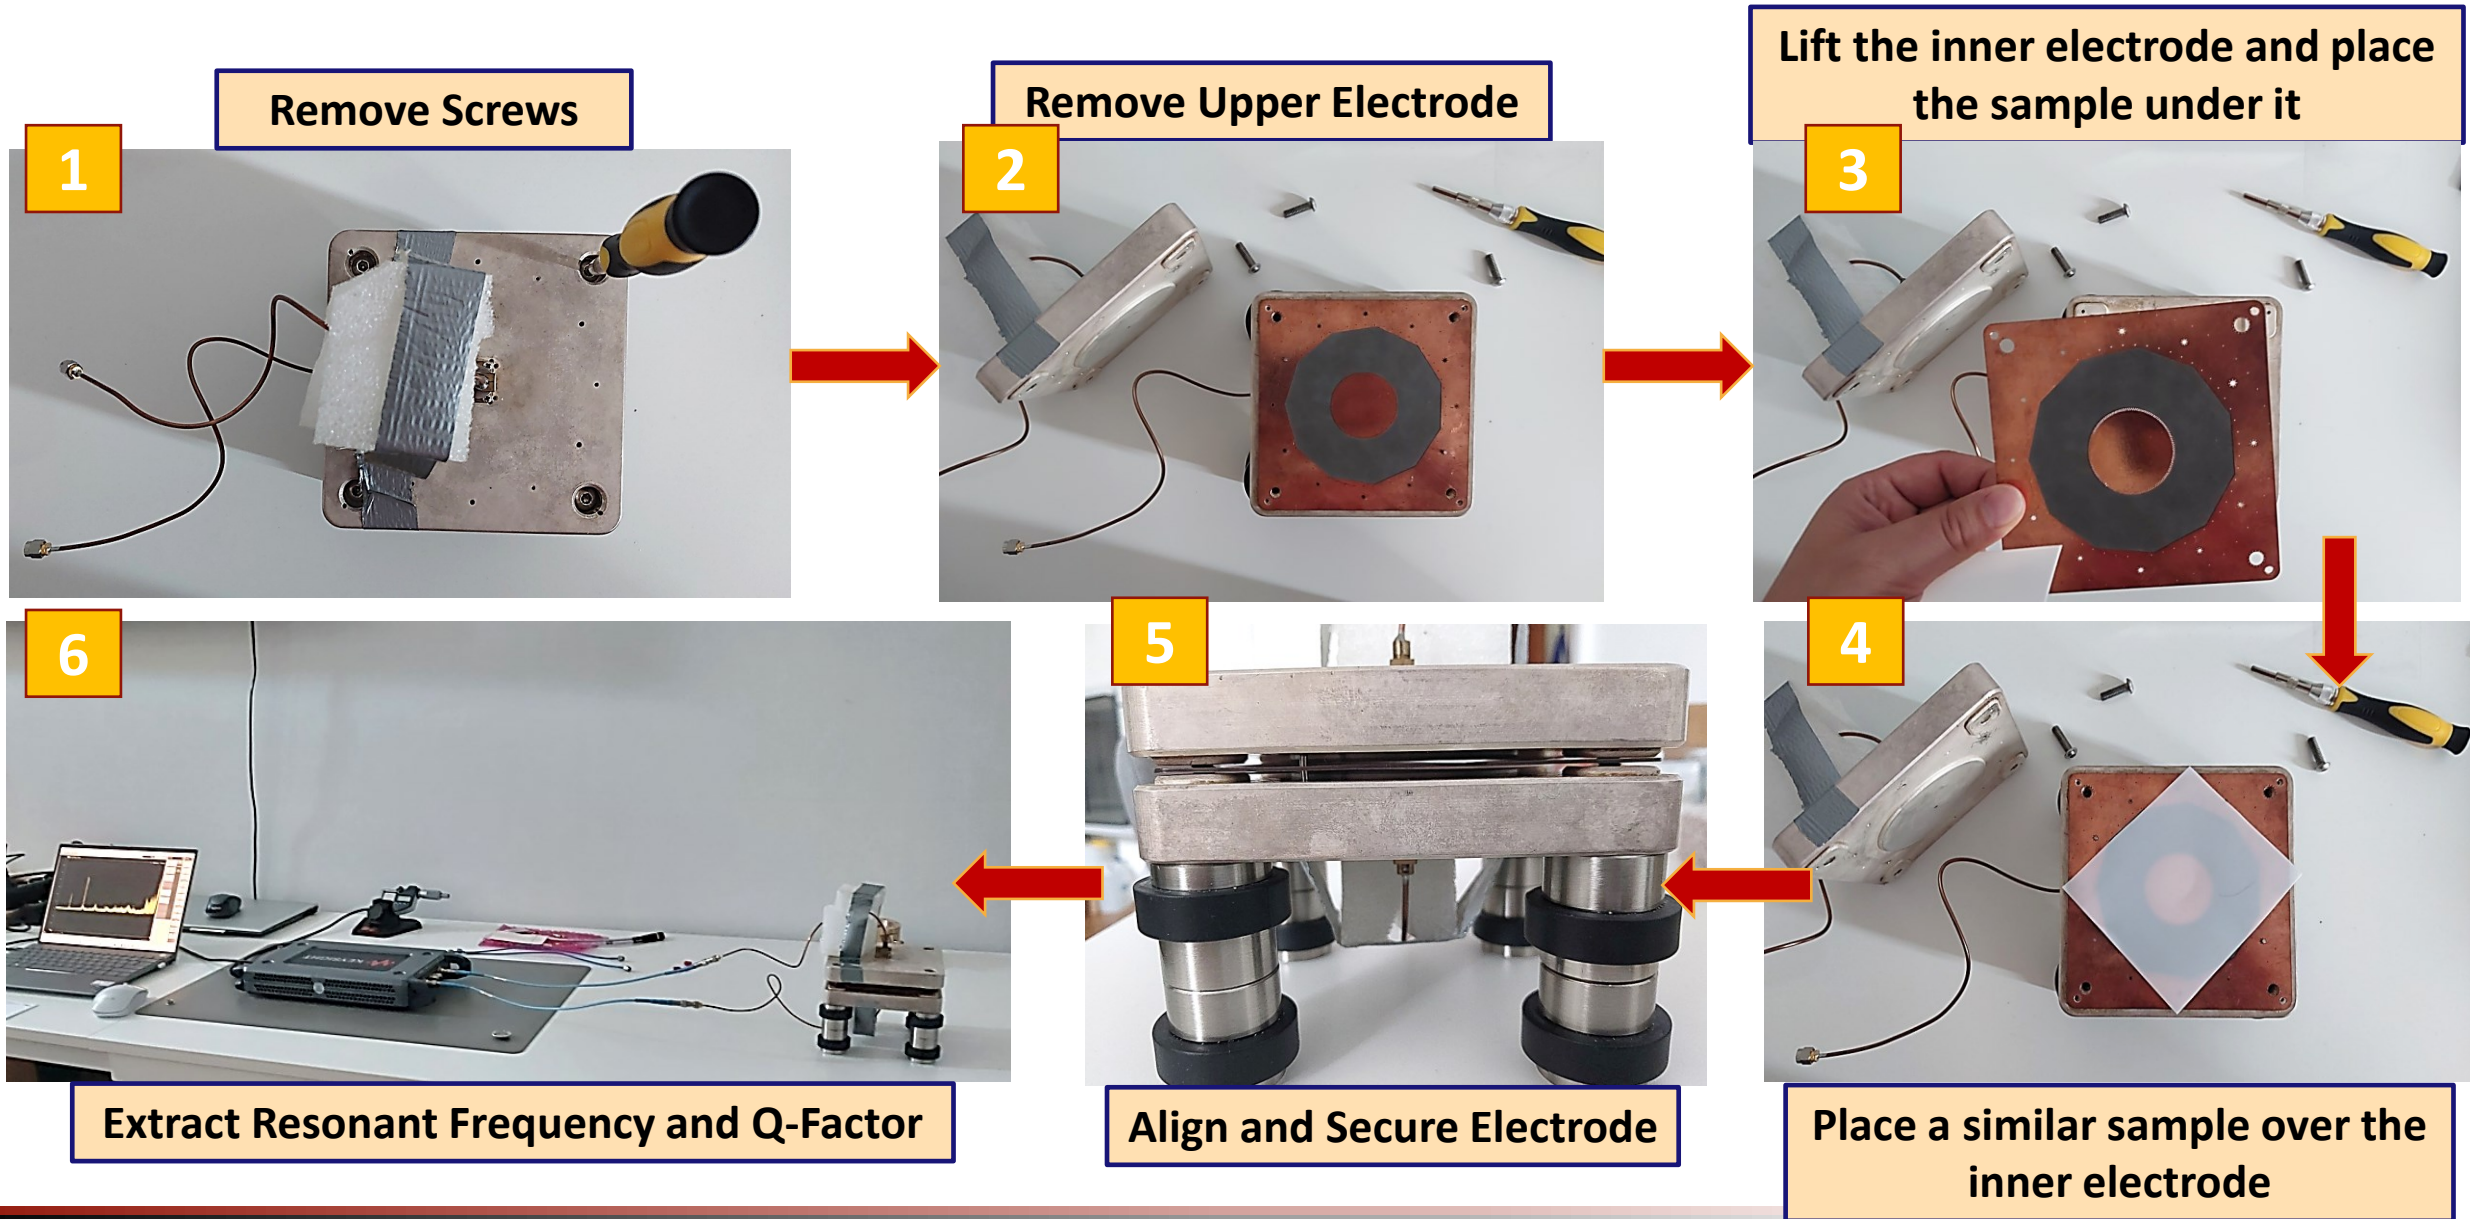 1
Remove Screws
2
Remove Upper Electrode
3
Lift the inner electrode and place
the sample under it
4
Place a similar sample over the
inner electrode
5
Align and Secure Electrode
6
Extract Resonant Frequency and Q-Factor
KEYSIGHT